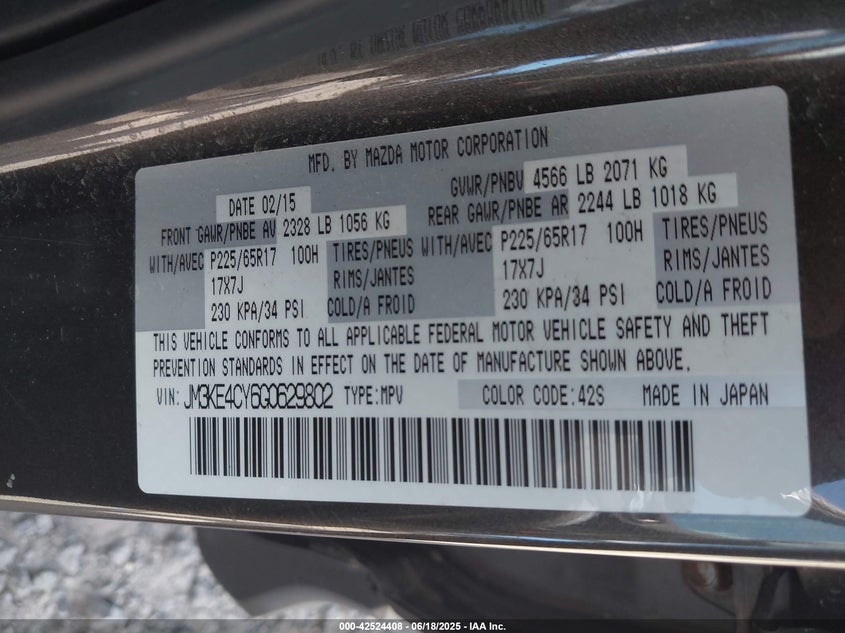 MFD. BY MAZDA MOTOR CORPORATION
DATE 02/15 GVWR/PNBV 4566 LB 2071 KG
FRONT GAWR/PNBE AV 2328 LB 1056 KG REAR GAWR/PNBE AR 2244 LB 1018 KG
WITH/AVEC P225/65R17 100H TIRES/PNEUS WITH/AVEC P225/65R17 100H TIRES/PNEUS
17X7J RIMS/JANTES 17X7J RIMS/JANTES
230 KPA/34 PSI COLD/A FROID 230 KPA/34 PSI COLD/A FROID
THIS VEHICLE CONFORMS TO ALL APPLICABLE FEDERAL MOTOR VEHICLE SAFETY AND THEFT
PREVENTION STANDARDS IN EFFECT ON THE DATE OF MANUFACTURE SHOWN ABOVE.
VIN: JM3KE4CY6G0629802 TYPE:MPV COLOR CODE:42S MADE IN JAPAN
000-42524408 - 06/18/2025 - IAA Inc.